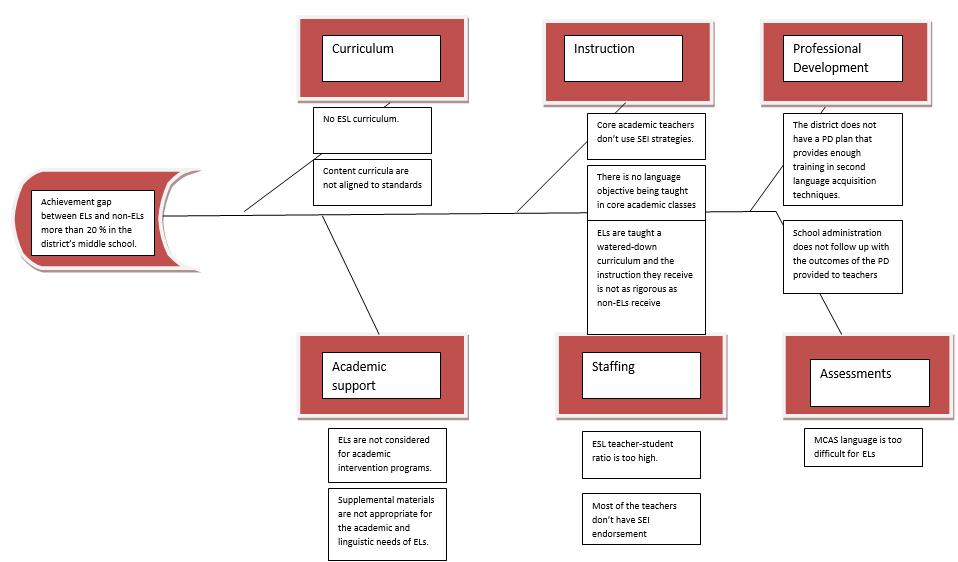 Curriculum
Instruction
Professional
Development
No ESL curriculum.
Content curricula are
not aligned to standards
Core academic teachers
don't use SEI strategies.
There is no language
objective being taught
in core academic classes
ELs are taught a
watered-down
curriculum and the
instruction they receive
is not as rigorous as
non-ELs receive
The district does not
have a PD plan that
provides enough
training in second
language acquisition
techniques.
School administration
does not follow up with
the outcomes of the PD
provided to teachers
Achievement gap
between ELs and non-ELs
more than 20 % in the
district's middle school.
Academic
support
Staffing
Assessments
ELs are not considered
for academic
intervention programs.
Supplemental materials
are not appropriate for
the academic and
linguistic needs of ELs.
ESL teacher-student
ratio is too high.
Most of the teachers
don't have SEI
endorsement
MCAS language is too
difficult for ELs